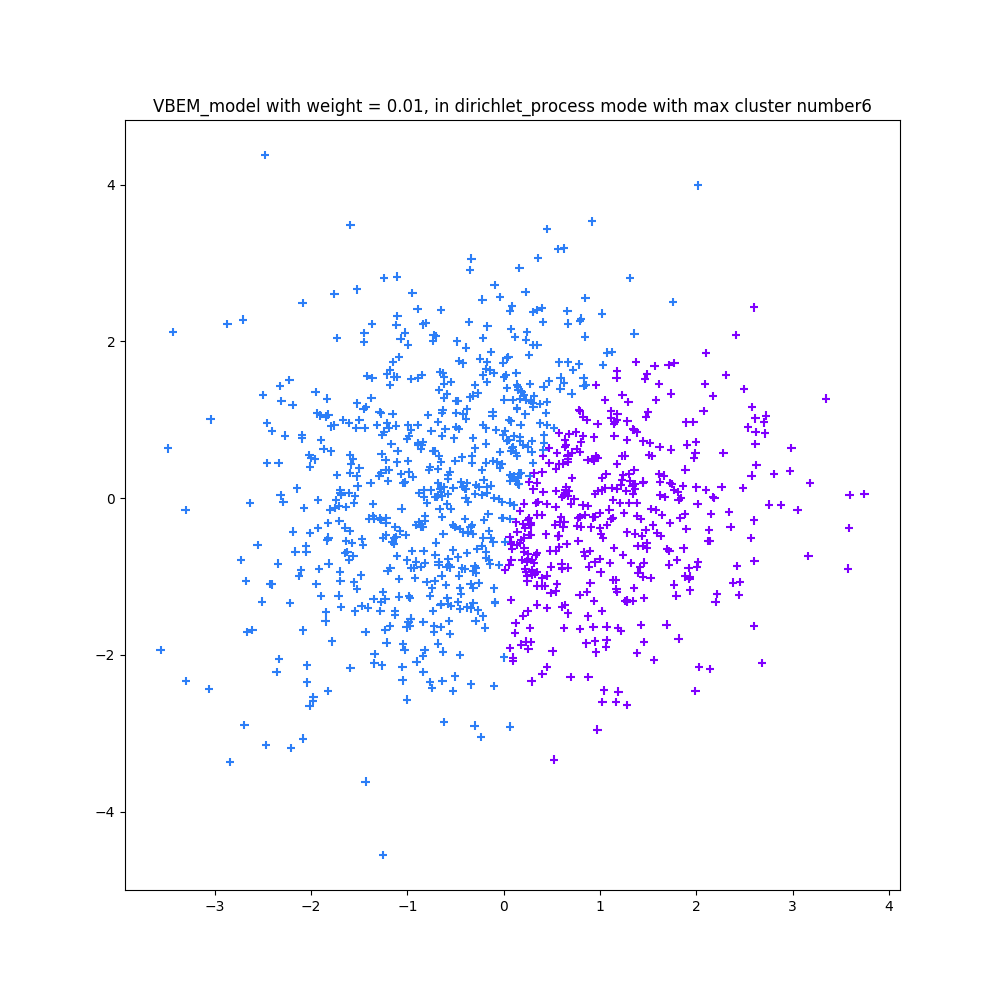 VBEM_model with weight = 0.01, in dirichlet_process mode with max cluster number6
4
2
0
−2
−4
−3 −2 −1 0 1 2 3 4